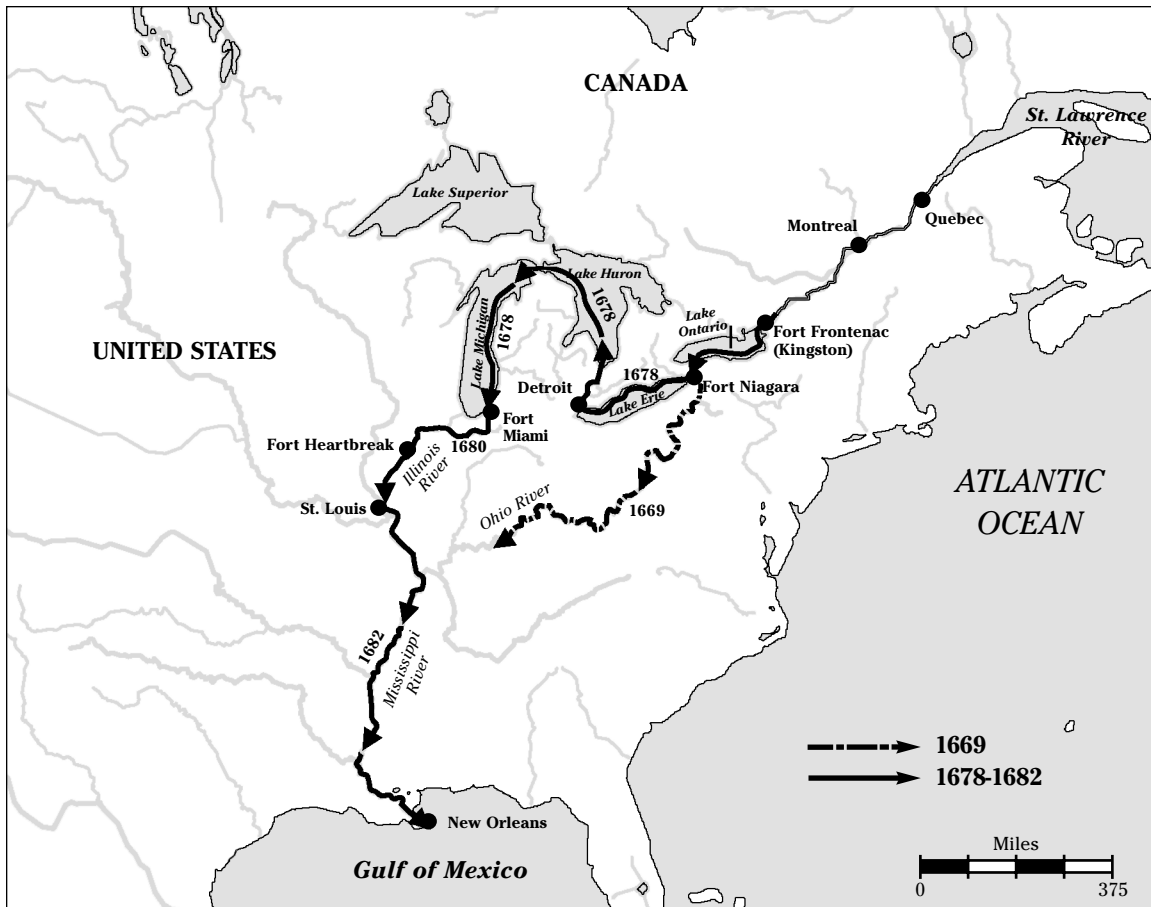 CANADA
St. Lawrence
River
Lake Superior
Quebec
Montreal
Lake Huron
Lake Michigan
1678
1678
Lake
Ontario
Fort Frontenac
(Kingston)
UNITED STATES
1678
Detroit
Fort Niagara
Lake Erie
Fort
Miami
Fort Heartbreak
1680
Illinois
River
St. Louis
Ohio River
1669
ATLANTIC
OCEAN
1682
Mississippi
River
1669
1678-1682
New Orleans
Gulf of Mexico
Miles
0
375